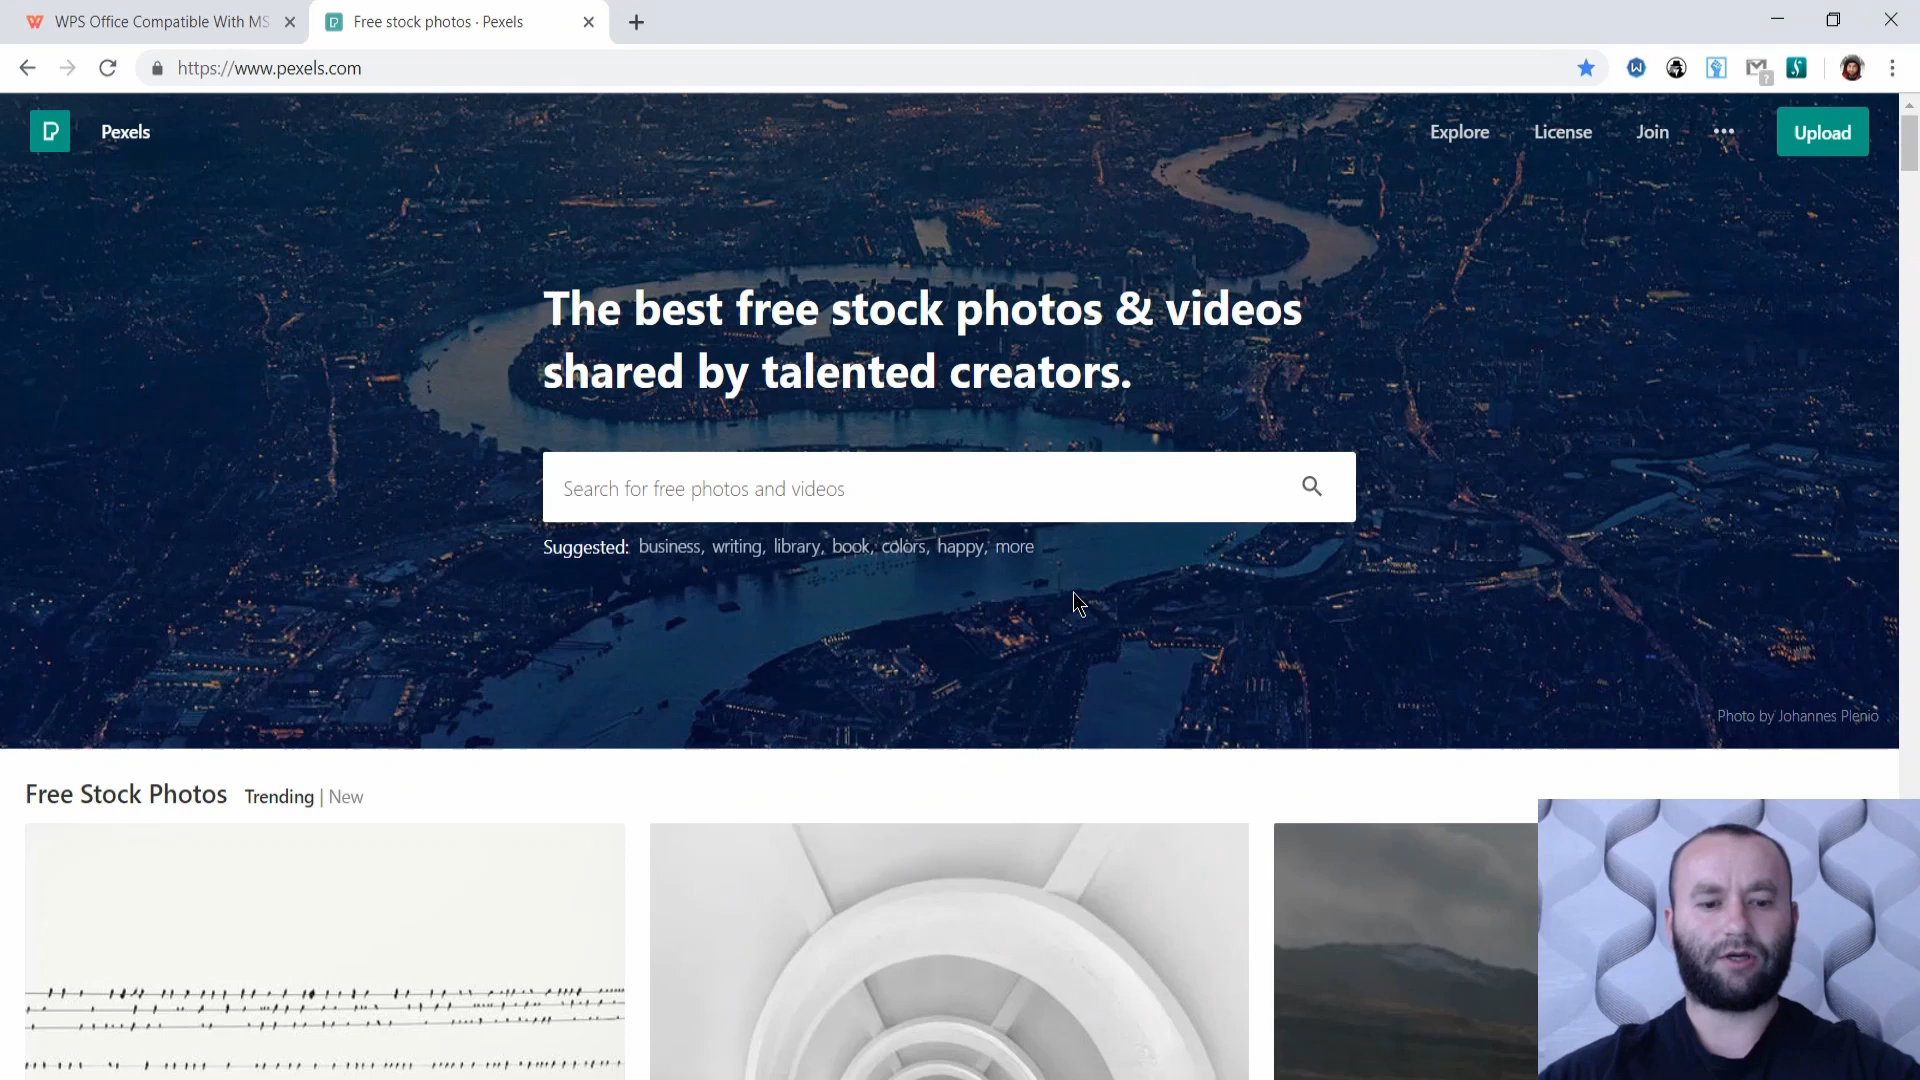 WPS Office Compatible With MS
Free stock photos · Pexels
https://www.pexels.com
Pexels
Explore
License
Join
Upload
The best free stock photos & videos
shared by talented creators.
Search for free photos and videos
Suggested: business, writing, library, book, colors, happy, more
Photo by Johannes Plenio
Free Stock Photos Trending | New